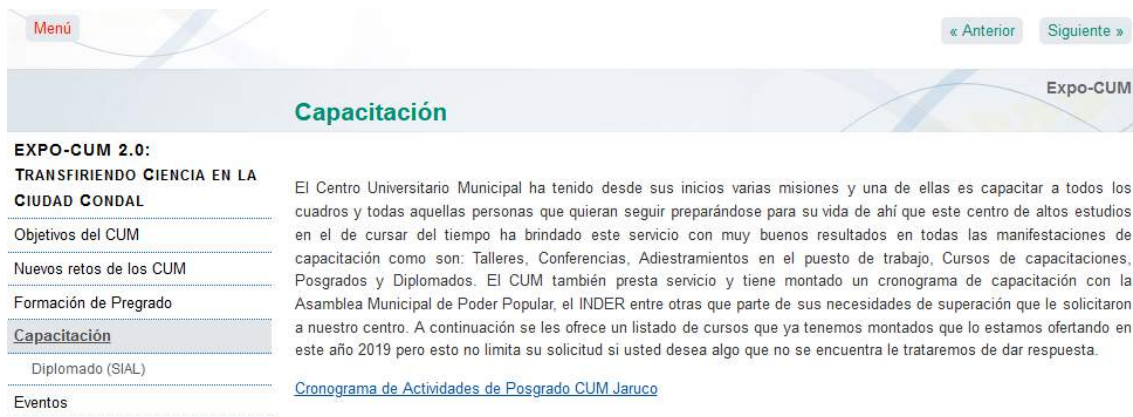 Menú
« Anterior
Siguiente »
Expo-CUM
Capacitación
EXPO-CUM 2.0:
TRANSFIRIENDO CIENCIA EN LA
CIUDAD CONDAL
Objetivos del CUM
Nuevos retos de los CUM
Formación de Pregrado
Capacitación
Diplomado (SIAL)
Eventos
El Centro Universitario Municipal ha tenido desde sus inicios varias misiones y una de ellas es capacitar a todos los
cuadros y todas aquellas personas que quieran seguir preparándose para su vida de ahí que este centro de altos estudios
en el de cursar del tiempo ha brindado este servicio con muy buenos resultados en todas las manifestaciones de
capacitación como son: Talleres, Conferencias, Adiestramientos en el puesto de trabajo, Cursos de capacitaciones,
Posgrados y Diplomados. El CUM también presta servicio y tiene montado un cronograma de capacitación con la
Asamblea Municipal de Poder Popular, el INDER entre otras que parte de sus necesidades de superación que le solicitaron
a nuestro centro. A continuación se les ofrece un listado de cursos que ya tenemos montados que lo estamos ofertando en
este año 2019 pero esto no limita su solicitud si usted desea algo que no se encuentra le trataremos de dar respuesta.
Cronograma de Actividades de Posgrado CUM Jaruco